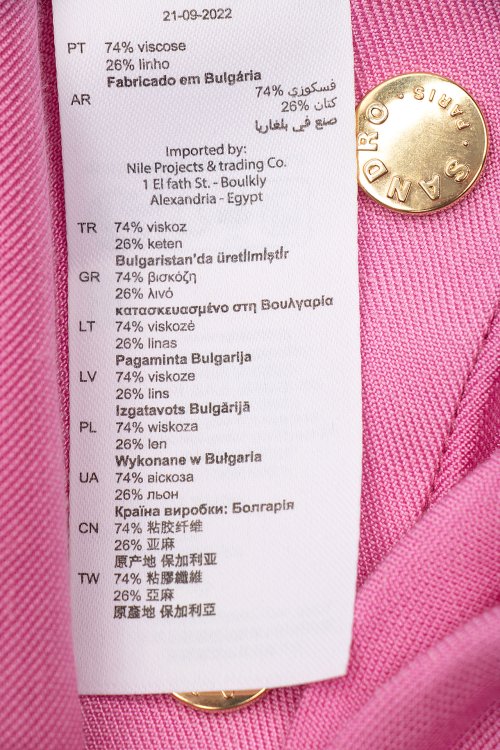 21-09-2022
PT 74% viscose
26% linho
Fabricado em Bulgária
AR 74% فسكوزي
26% كتان
صنع في بلغاريا
Imported by:
Nile Projects & trading Co.
1 El fath St. - Boulkly
Alexandria - Egypt
TR 74% viskoz
26% keten
Bulgaristan'da üretİlmİştİr
GR 74% βισκόζη
26% λινό
κατασκευασμένο στη Βουλγαρία
LT 74% viskozė
26% linas
Pagaminta Bulgarija
LV 74% viskoze
26% lins
Izgatavots Bulgārijā
PL 74% wiskoza
26% len
Wykonane w Bulgaria
UA 74% віскоза
26% льон
Країна виробки: Болгарія
CN 74% 粘胶纤维
26% 亚麻
原产地 保加利亚
TW 74% 粘膠纖維
26% 亞麻
原產地 保加利亞
SANDRO
· PARIS ·